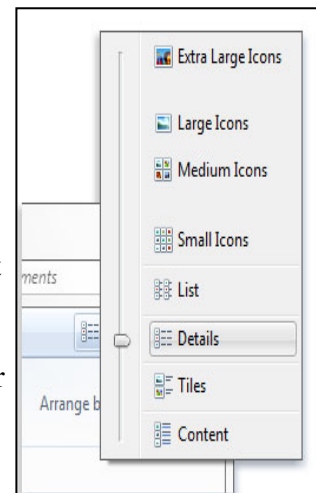 Extra Large Icons
Large Icons
Medium Icons
Small Icons
ments
List
Details
r
Tiles
Arrange b
Content